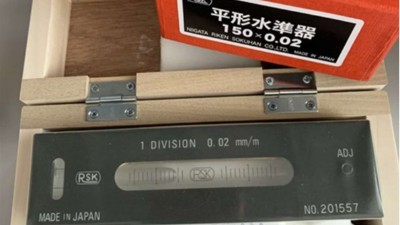 平形水準器
150×0.02
NIIGATA RIKEN SOKUHAN CO.,LTD. MADE IN JAPAN
1 DIVISION 0.02 mm/m
ADJ
RSK
RSK
MADE IN JAPAN
NO.201557